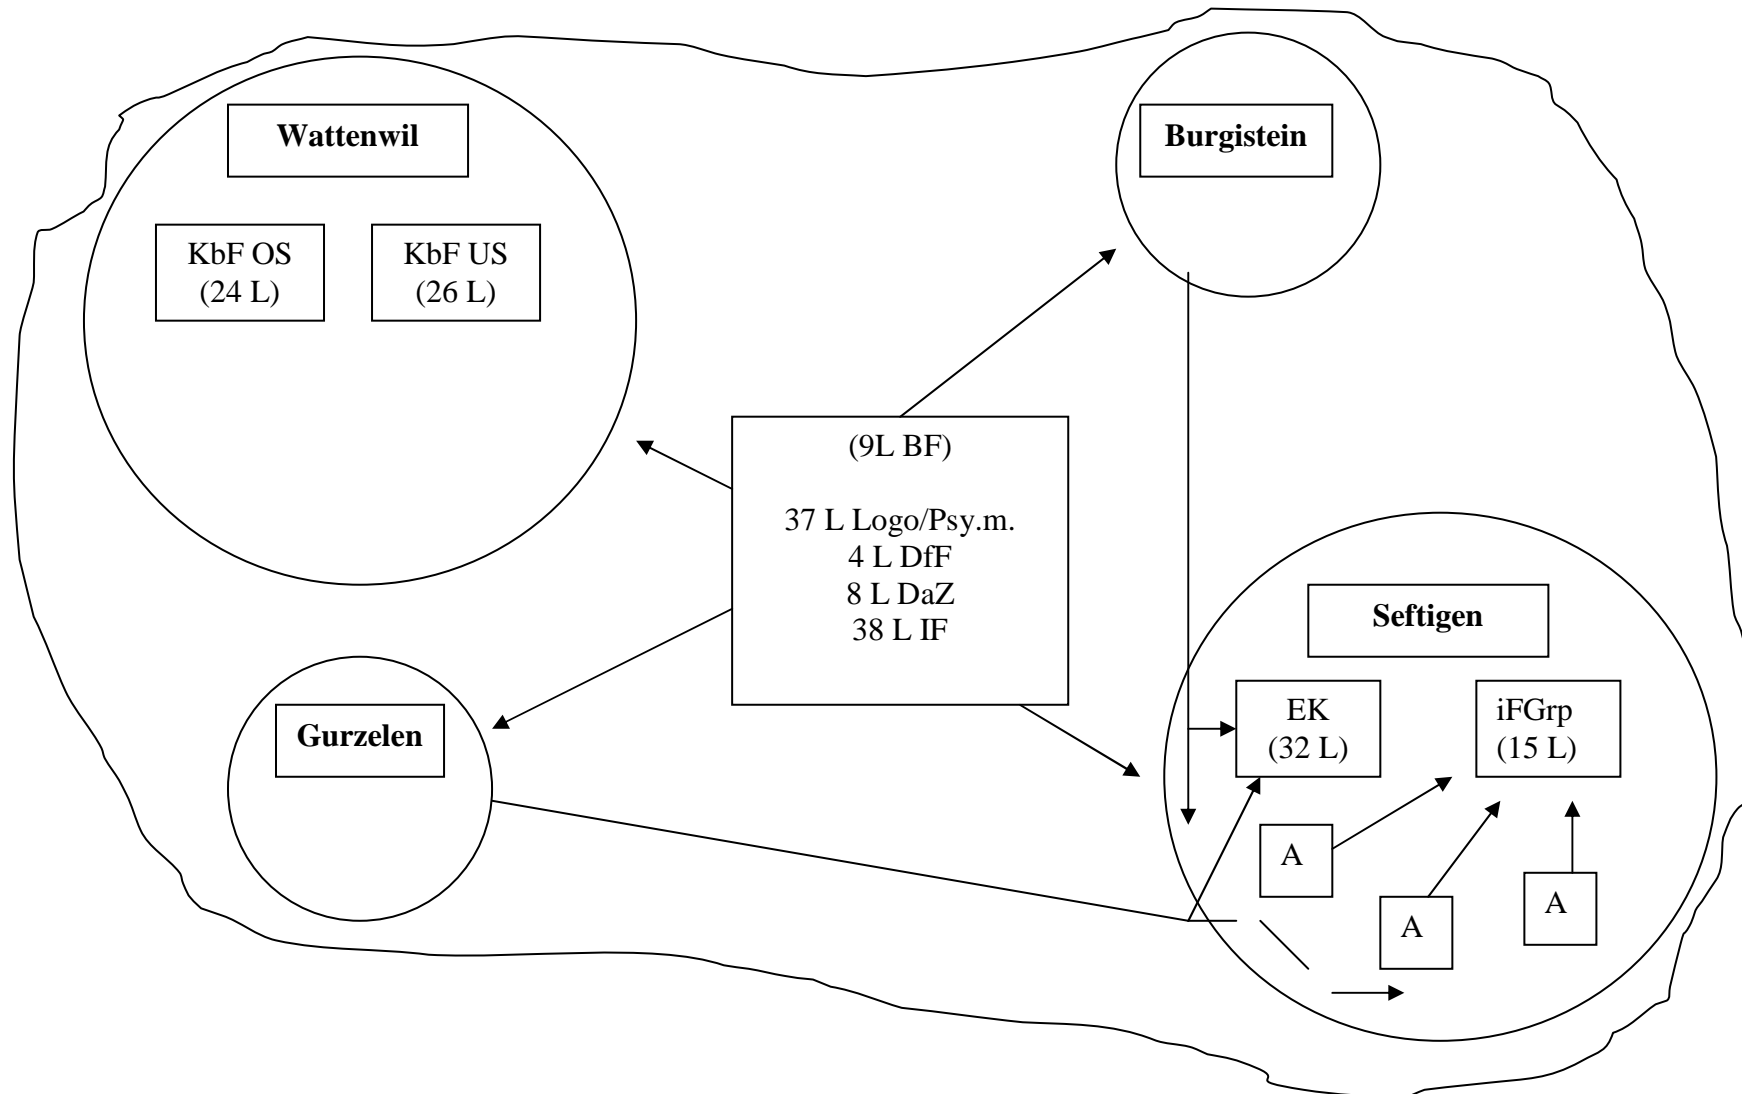 Wattenwil
Burgistein
KbF OS
(24 L)
KbF US
(26 L)
(9L BF)
37 L Logo/Psy.m.
4 L DfF
8 L DaZ
38 L IF
Seftigen
Gurzelen
EK
(32 L)
iFGrp
(15 L)
A
A
A